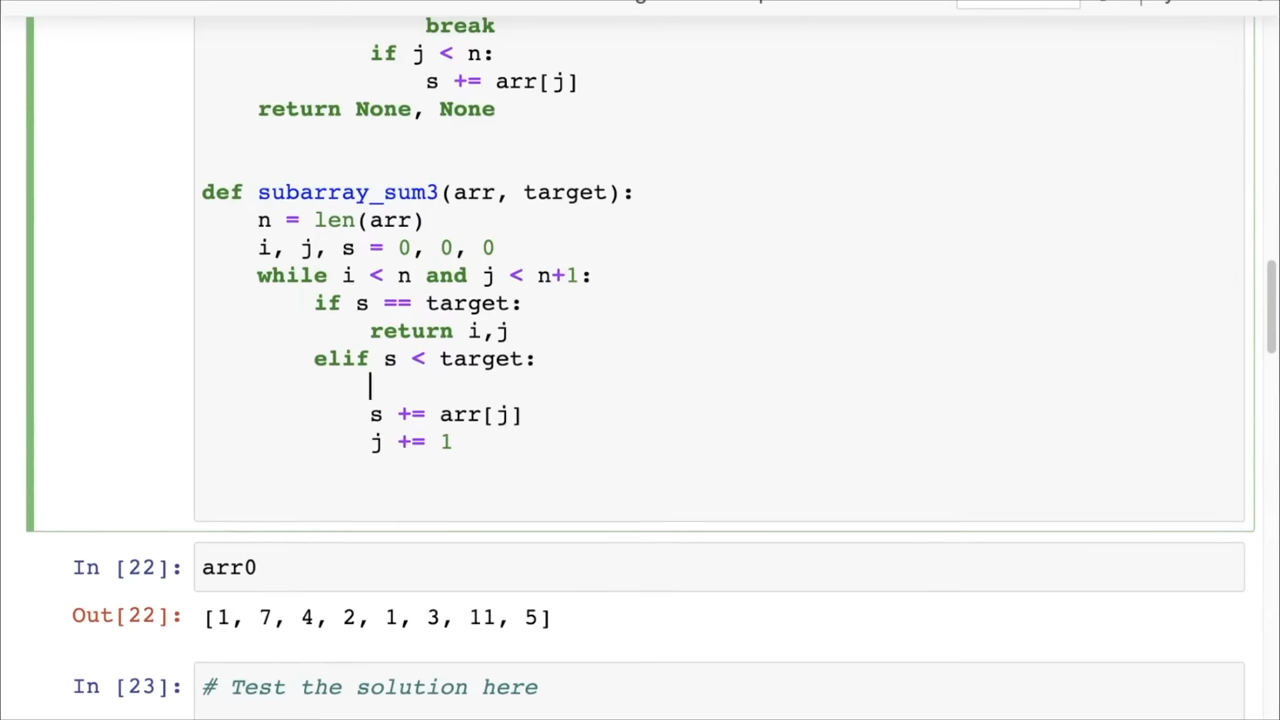 break
if j < n:
s += arr[j]
return None, None
def subarray_sum3(arr, target):
n = len(arr)
i, j, s = 0, 0, 0
while i < n and j < n+1:
if s == target:
return i,j
elif s < target:
s += arr[j]
j += 1
In [22]: arr0
Out[22]: [1, 7, 4, 2, 1, 3, 11, 5]
In [23]: # Test the solution here